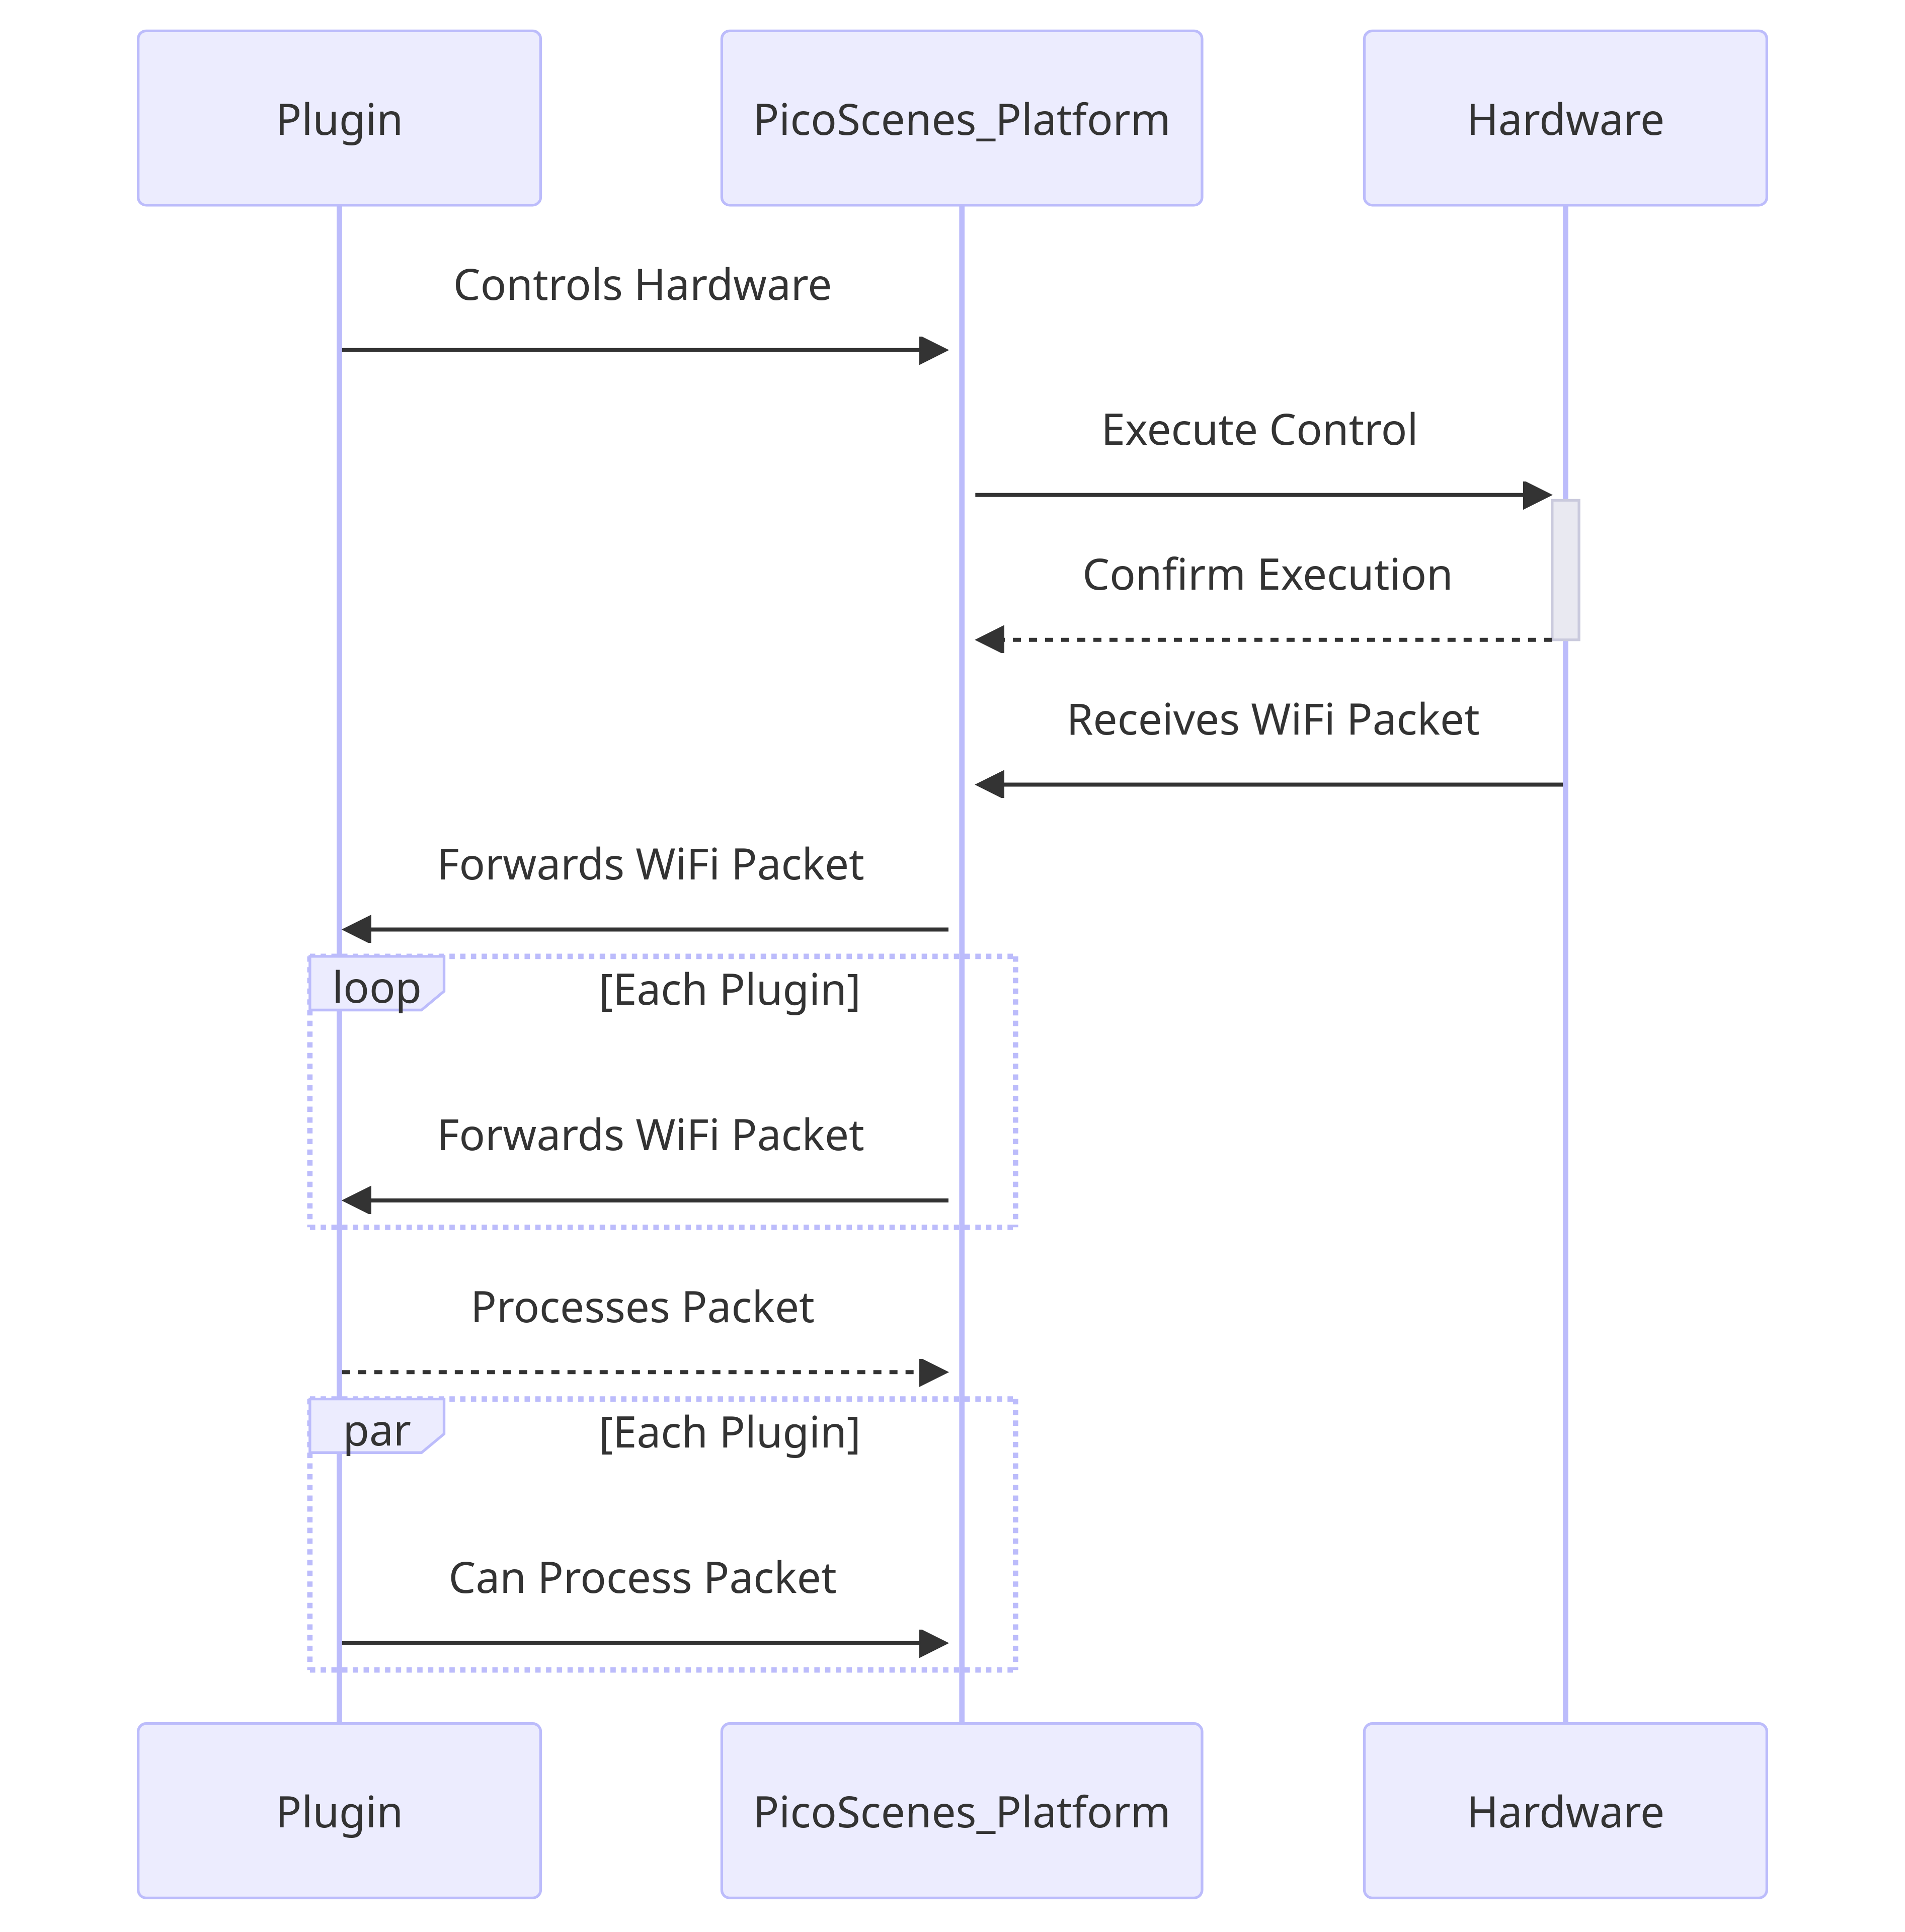 Plugin
PicoScenes_Platform
Hardware
Controls Hardware
Execute Control
Confirm Execution
Receives WiFi Packet
Forwards WiFi Packet
loop
[Each Plugin]
Forwards WiFi Packet
Processes Packet
par
[Each Plugin]
Can Process Packet
Plugin
PicoScenes_Platform
Hardware